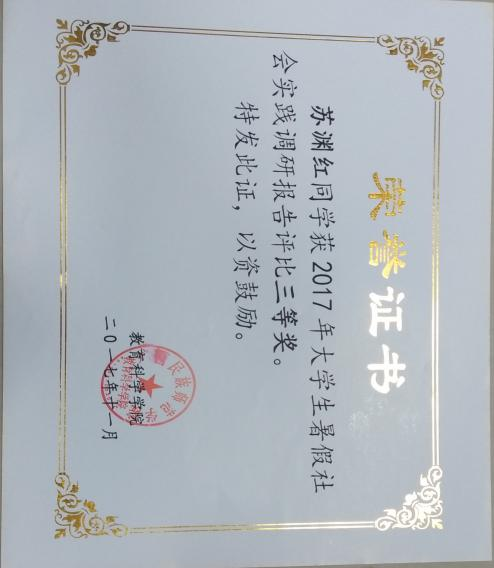 荣誉证书
苏渊红同学获2017年大学生暑假社
会实践调研报告评比三等奖。
特发此证，以资鼓励。
教育科学学院
二〇一七年十一月